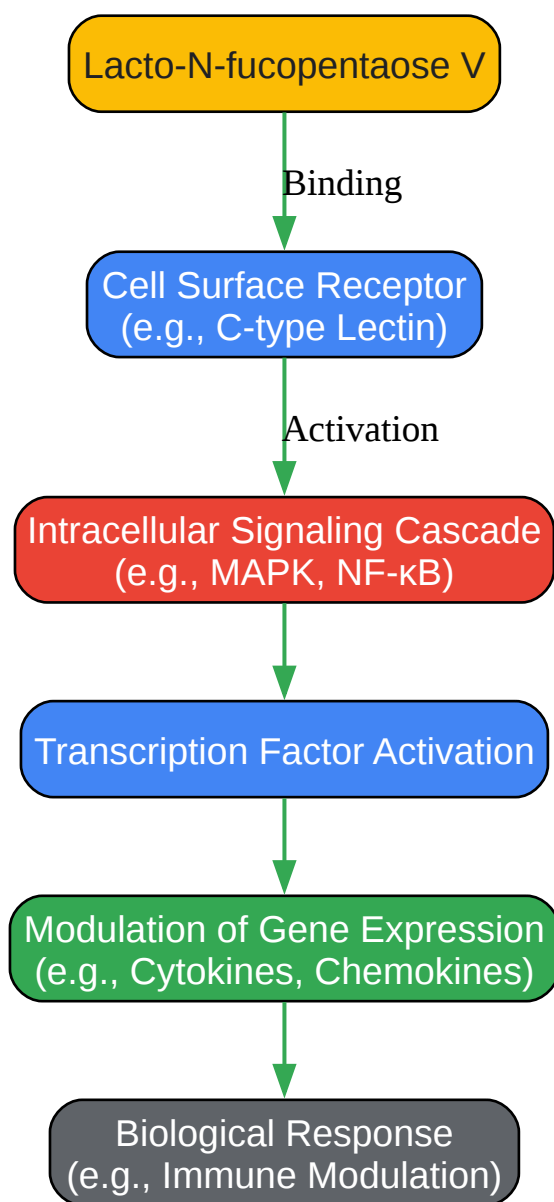 Lacto-N-fucopentaose V
Binding
Cell Surface Receptor
(e.g., C-type Lectin)
Activation
Intracellular Signaling Cascade
(e.g., MAPK, NF-κB)
Transcription Factor Activation
Modulation of Gene Expression
(e.g., Cytokines, Chemokines)
Biological Response
(e.g., Immune Modulation)